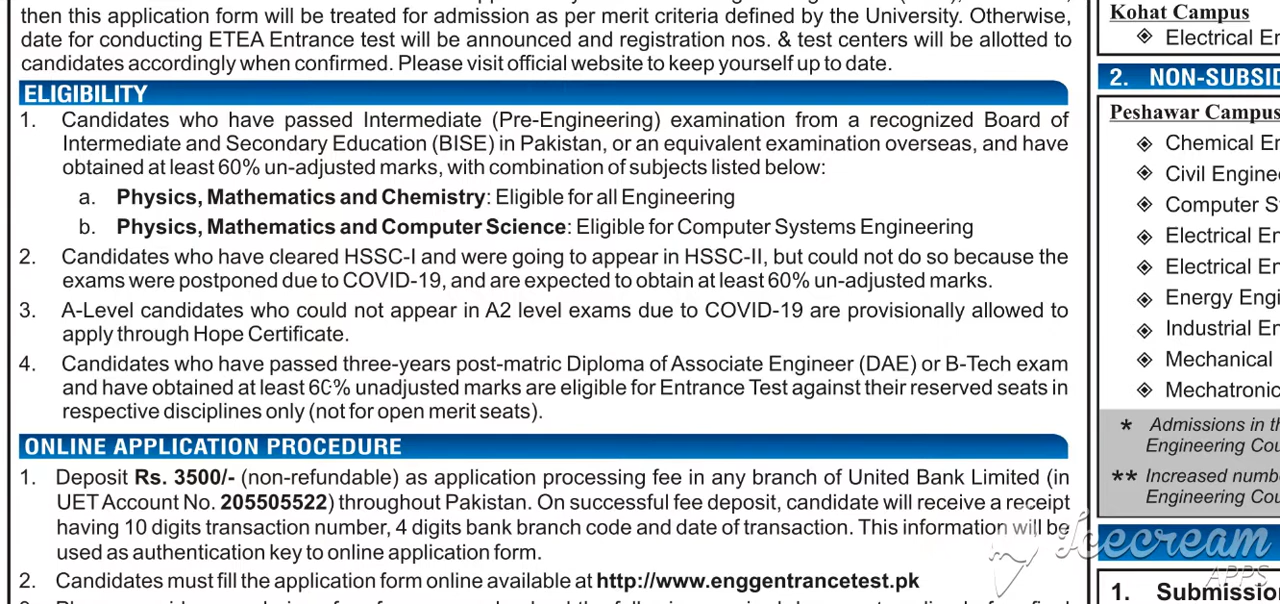 then this application form will be treated for admission as per merit criteria defined by the University. Otherwise,
date for conducting ETEA Entrance test will be announced and registration nos. & test centers will be allotted to
candidates accordingly when confirmed. Please visit official website to keep yourself up to date.
ELIGIBILITY
1. Candidates who have passed Intermediate (Pre-Engineering) examination from a recognized Board of
Intermediate and Secondary Education (BISE) in Pakistan, or an equivalent examination overseas, and have
obtained at least 60% un-adjusted marks, with combination of subjects listed below:
a. Physics, Mathematics and Chemistry: Eligible for all Engineering
b. Physics, Mathematics and Computer Science: Eligible for Computer Systems Engineering
2. Candidates who have cleared HSSC-I and were going to appear in HSSC-II, but could not do so because the
exams were postponed due to COVID-19, and are expected to obtain at least 60% un-adjusted marks.
3. A-Level candidates who could not appear in A2 level exams due to COVID-19 are provisionally allowed to
apply through Hope Certificate.
4. Candidates who have passed three-years post-matric Diploma of Associate Engineer (DAE) or B-Tech exam
and have obtained at least 60% unadjusted marks are eligible for Entrance Test against their reserved seats in
respective disciplines only (not for open merit seats).
ONLINE APPLICATION PROCEDURE
1. Deposit Rs. 3500/- (non-refundable) as application processing fee in any branch of United Bank Limited (in
UET Account No. 205505522) throughout Pakistan. On successful fee deposit, candidate will receive a receipt
having 10 digits transaction number, 4 digits bank branch code and date of transaction. This information will be
used as authentication key to online application form.
2. Candidates must fill the application form online available at http://www.enggentrancetest.pk
Kohat Campus
Electrical En
2. NON-SUBSID
Peshawar Campus
Chemical En
Civil Enginee
Computer Sy
Electrical En
Electrical En
Energy Engi
Industrial En
Mechanical
Mechatronic
* Admissions in th
Engineering Cou
** Increased numbe
Engineering Cou
Icecream
APPS
1. Submissio